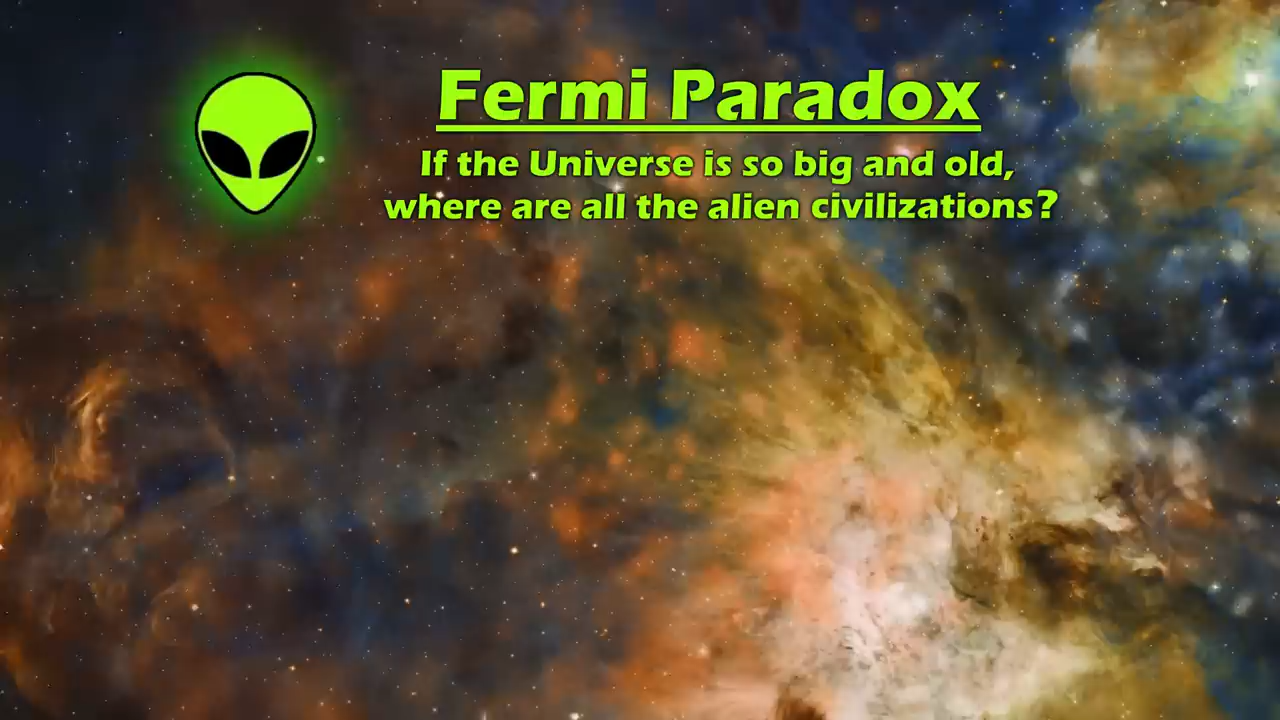 Fermi Paradox
If the Universe is so big and old,
where are all the alien civilizations?